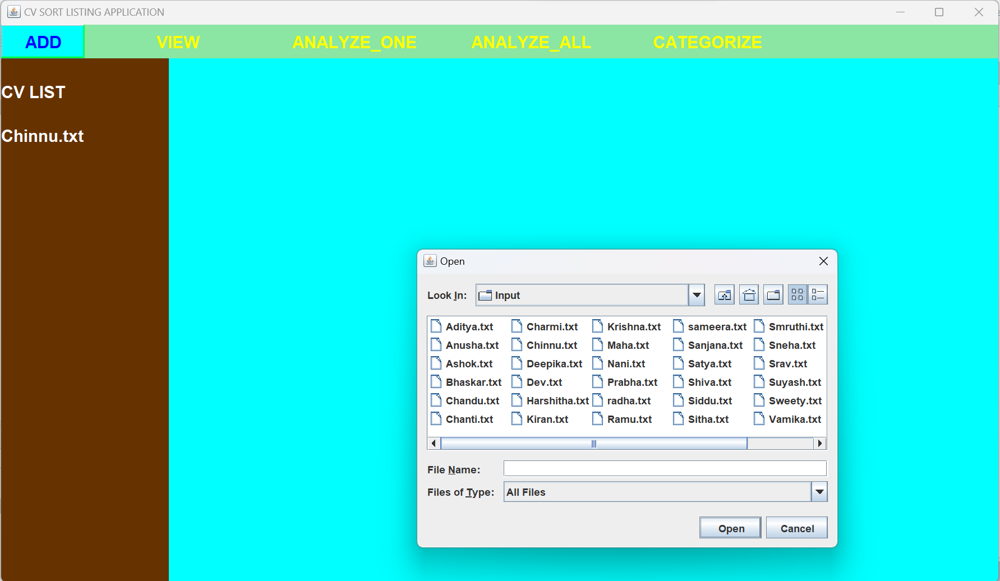 CV SORT LISTING APPLICATION
ADD VIEW ANALYZE_ONE ANALYZE_ALL CATEGORIZE
CV LIST
Chinnu.txt
Open
Look In: Input
Aditya.txt Charmi.txt Krishna.txt sameera.txt Smruthi.txt
Anusha.txt Chinnu.txt Maha.txt Sanjana.txt Sneha.txt
Ashok.txt Deepika.txt Nani.txt Satya.txt Srav.txt
Bhaskar.txt Dev.txt Prabha.txt Shiva.txt Suyash.txt
Chandu.txt Harshitha.txt radha.txt Siddu.txt Sweety.txt
Chanti.txt Kiran.txt Ramu.txt Sitha.txt Vamika.txt
File Name:
Files of Type: All Files
Open Cancel